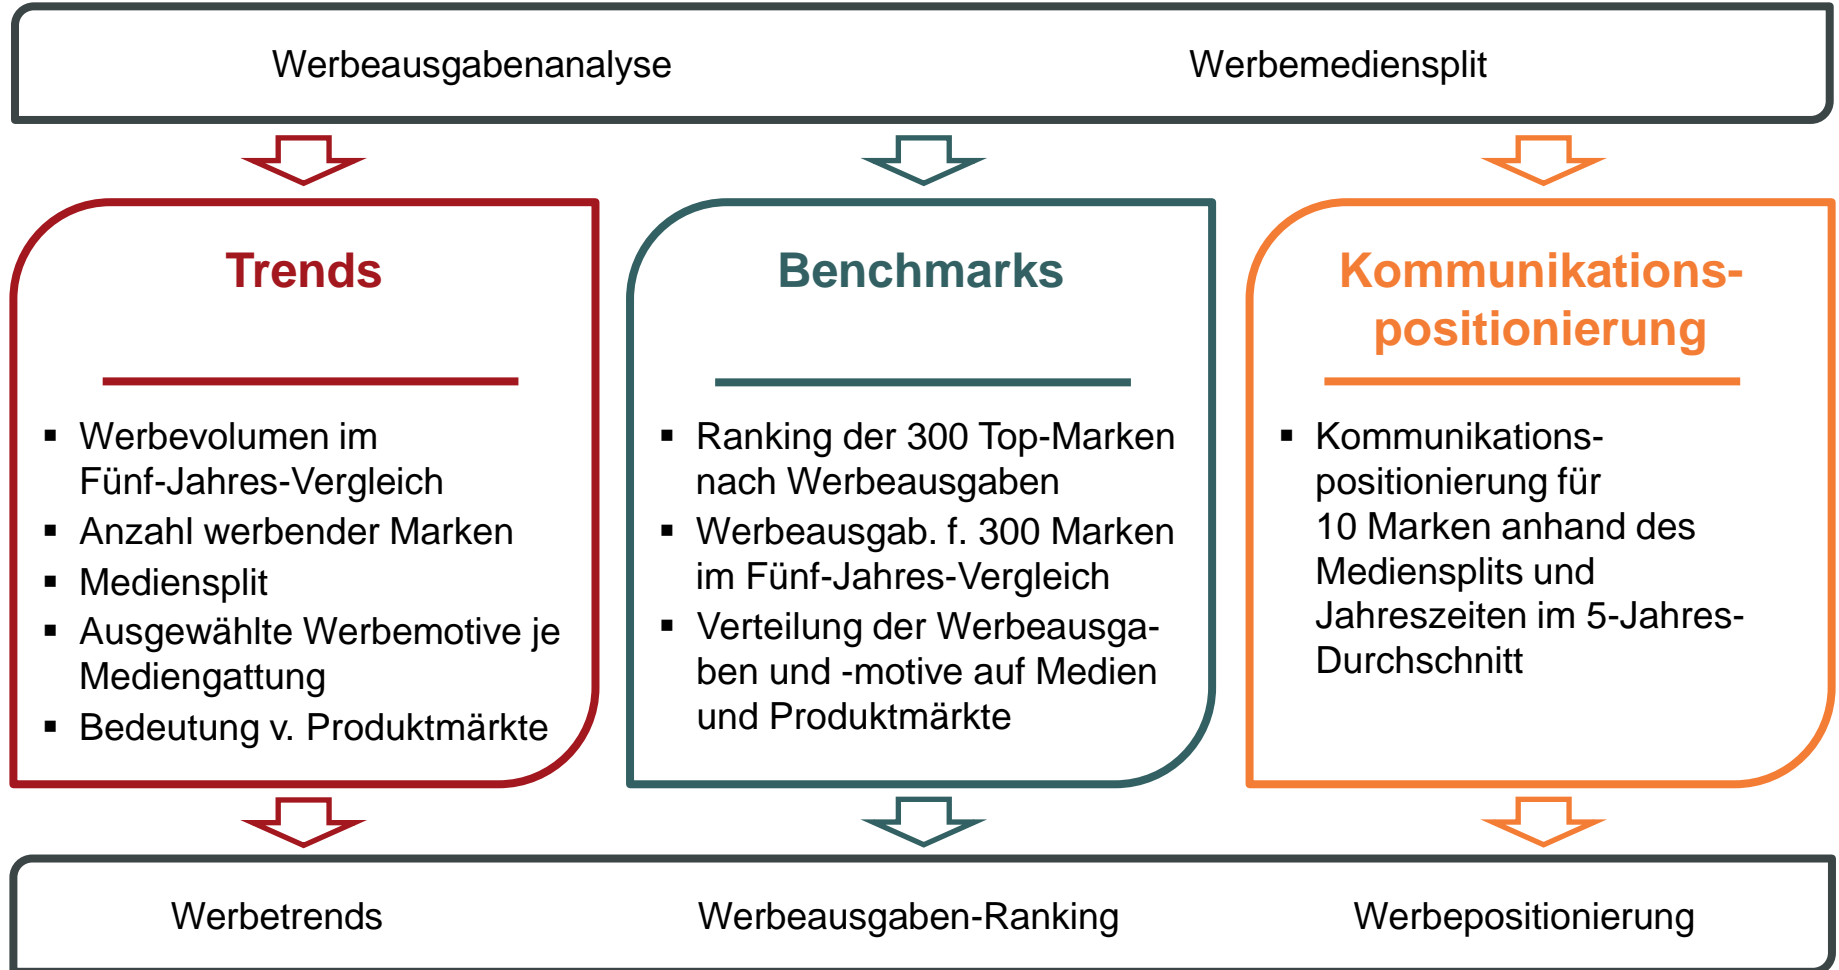 Werbeausgabenanalyse
Werbemediensplit
Trends
▪ Werbevolumen im
Fünf-Jahres-Vergleich
▪ Anzahl werbender Marken
▪ Mediensplit
▪ Ausgewählte Werbemotive je
Mediengattung
▪ Bedeutung v. Produktmärkte
Benchmarks
▪ Ranking der 300 Top-Marken
nach Werbeausgaben
▪ Werbeausgab. f. 300 Marken
im Fünf-Jahres-Vergleich
▪ Verteilung der Werbeausga-
ben und -motive auf Medien
und Produktmärkte
Kommunikations-
positionierung
▪ Kommunikations-
positionierung für
10 Marken anhand des
Mediensplits und
Jahreszeiten im 5-Jahres-
Durchschnitt
Werbetrends
Werbeausgaben-Ranking
Werbepositionierung